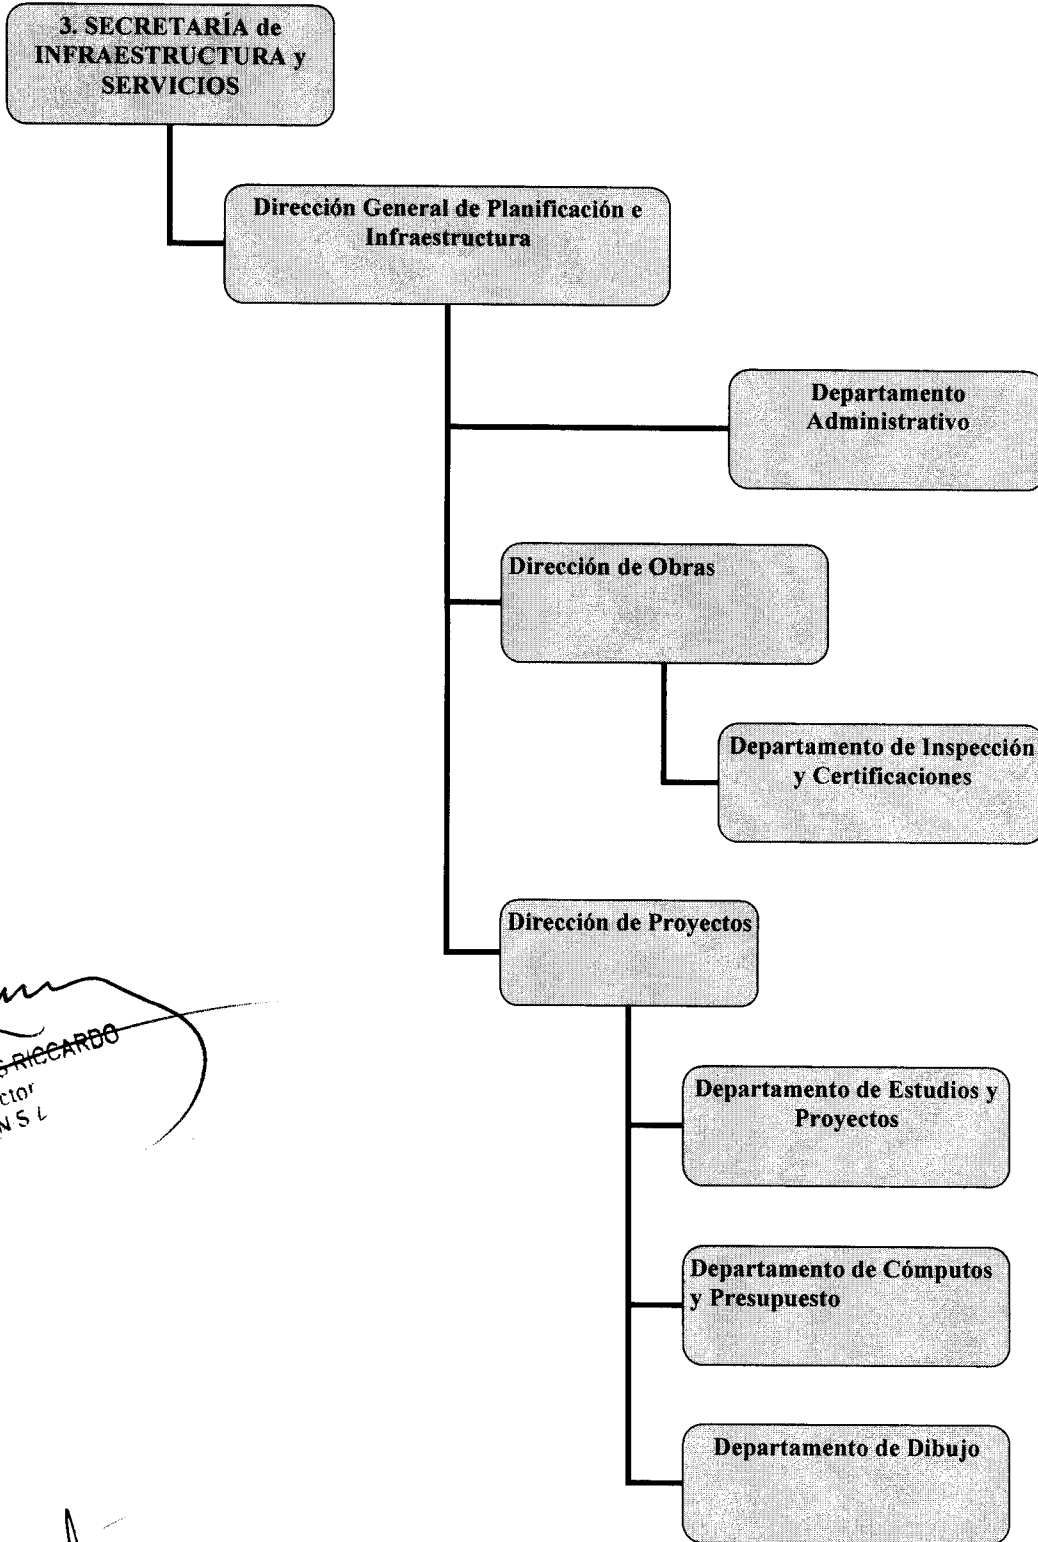 3. SECRETARÍA de
INFRAESTRUCTURA y
SERVICIOS
Dirección General de Planificación e
Infraestructura
Departamento
Administrativo
Dirección de Obras
Departamento de Inspección
y Certificaciones
Dirección de Proyectos
RICCARDO
Departamento de Estudios y
Proyectos
Departamento de Cómputos
y Presupuesto
Departamento de Dibujo